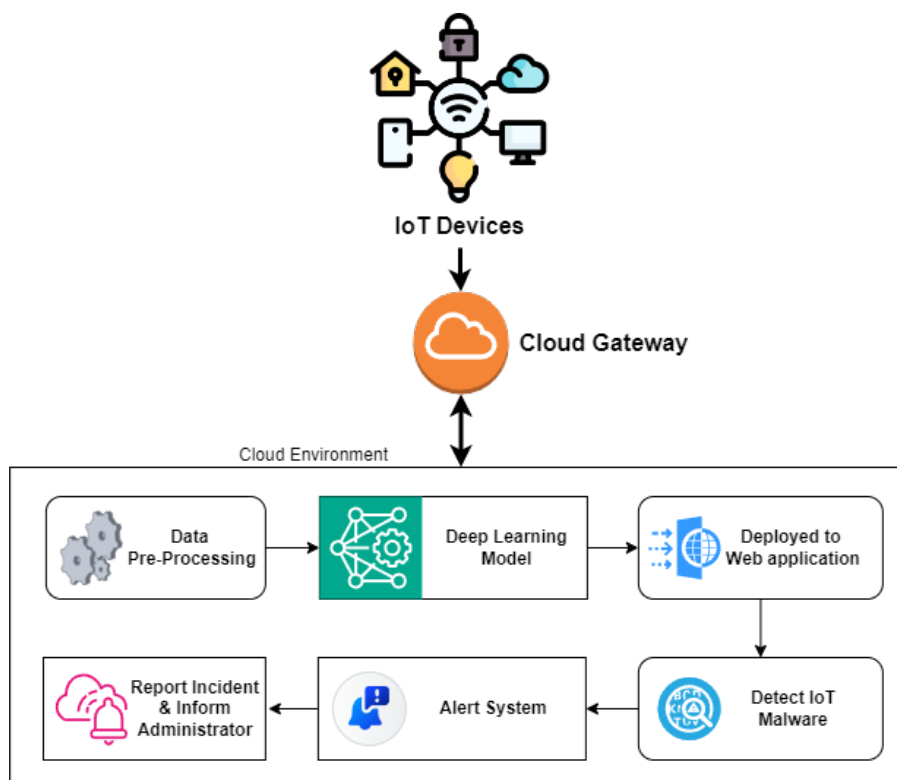 IoT Devices
Cloud Gateway
Cloud Environment
Data
Pre-Processing
Deep Learning
Model
Deployed to
Web application
Report Incident
& Inform
Administrator
Alert System
Detect IoT
Malware